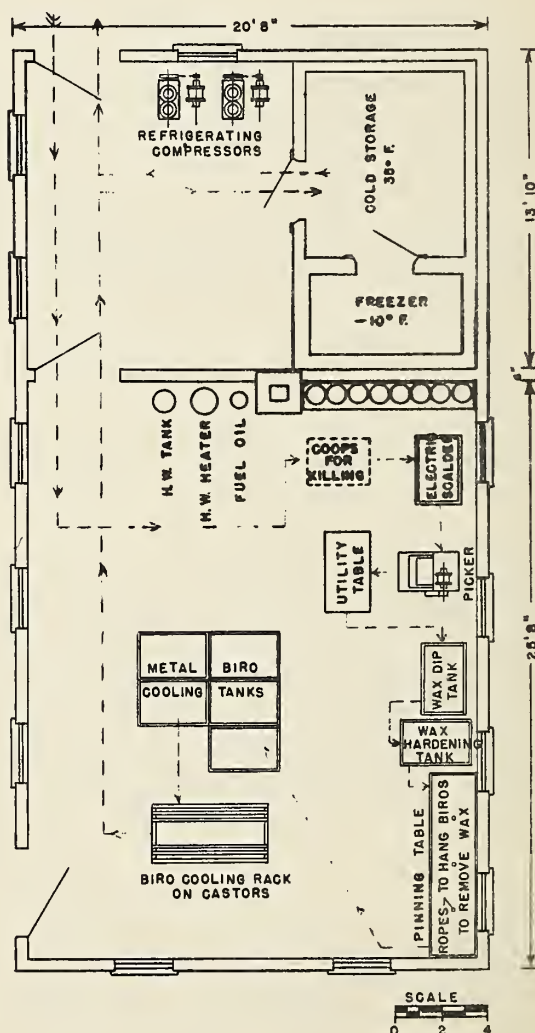 20'8"
REFRIGERATING
COMPRESSORS
COLD STORAGE
35° F.
13'10"
FREEZER
-10° F.
6"
H.W. TANK
H.W. HEATER
FUEL OIL
COOPS
FOR
KILLING
ELECTRIC
SCALDER
UTILITY
TABLE
PICKER
METAL BIRD
COOLING TANKS
WAX DIP
TANK
WAX
HARDENING
TANK
PINNING TABLE
ROPES TO HANG BIRDS
TO REMOVE WAX
BIRD COOLING RACK
ON CASTORS
SCALE
0 2 4